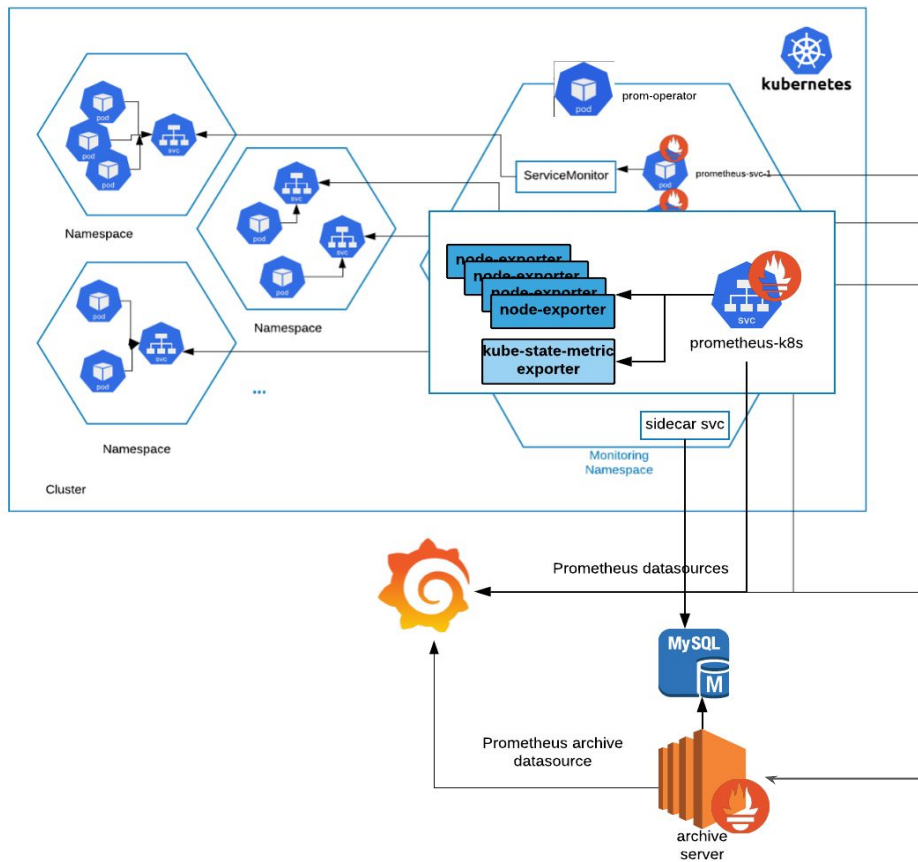 kubernetes
prom-operator
pod
pod
pod
pod
svc
ServiceMonitor
pod
prometheus-svc-1
Namespace
svc
pod
svc
pod
Namespace
pod
svc
pod
...
Namespace
Cluster
node-exporter
node-exporter
node-exporter
node-exporter
kube-state-metric
exporter
svc
prometheus-k8s
sidecar svc
Monitoring
Namespace
Prometheus datasources
MySQL
M
Prometheus archive
datasource
archive
server